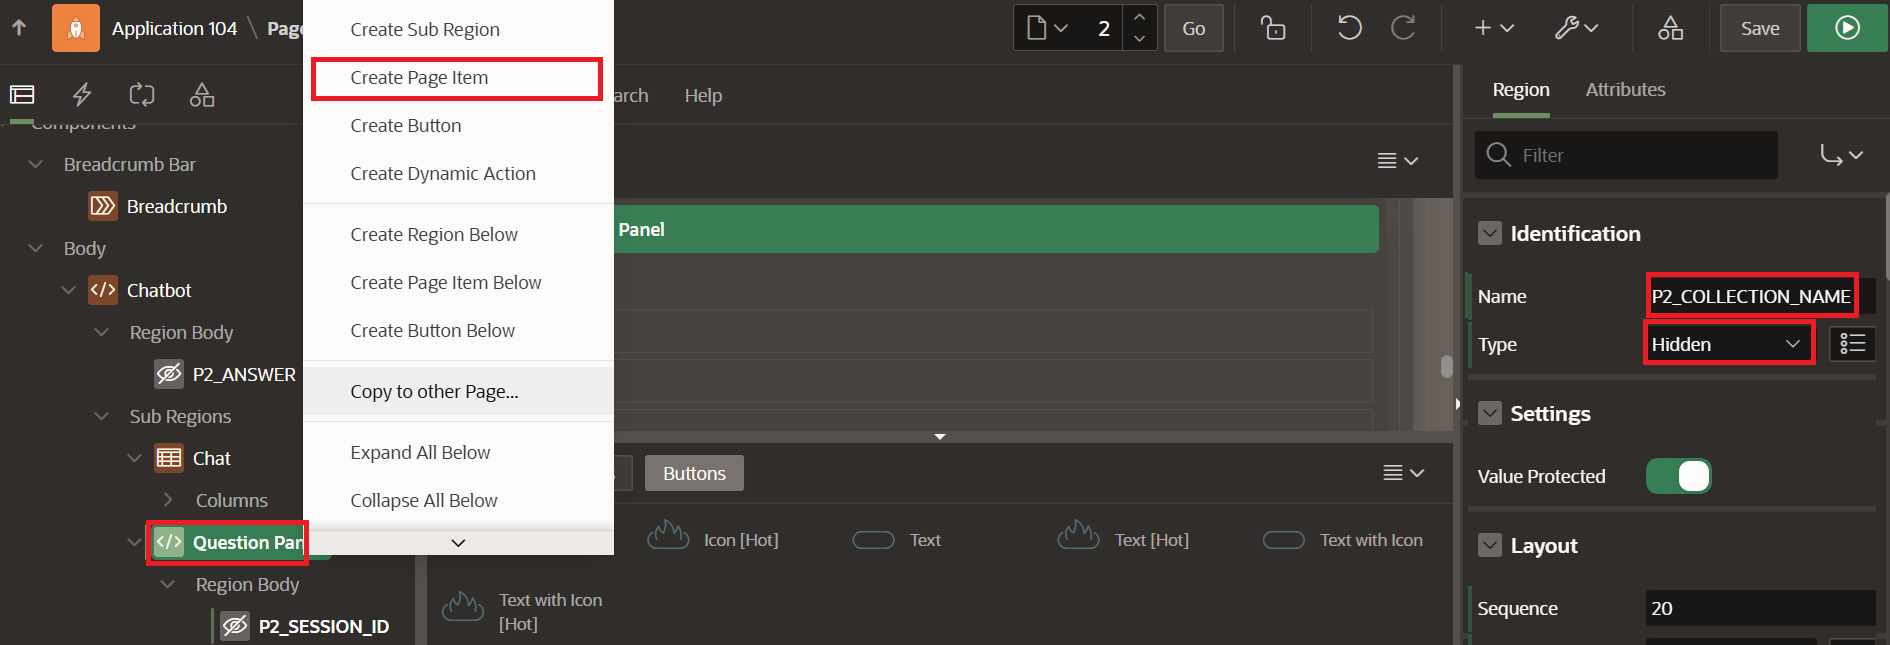 Application 104 \ Page
2
Go
Save
Components
Breadcrumb Bar
Breadcrumb
Body
Chatbot
Region Body
P2_ANSWER
Sub Regions
Chat
Columns
Question Pan
Region Body
P2_SESSION_ID
Create Sub Region
Create Page Item
Create Button
Create Dynamic Action
Create Region Below
Create Page Item Below
Create Button Below
Copy to other Page...
Expand All Below
Collapse All Below
arch
Help
Panel
Buttons
Icon [Hot]
Text
Text [Hot]
Text with Icon
Text with Icon
[Hot]
Region
Attributes
Filter
Identification
Name
P2_COLLECTION_NAME
Type
Hidden
Settings
Value Protected
Layout
Sequence
20